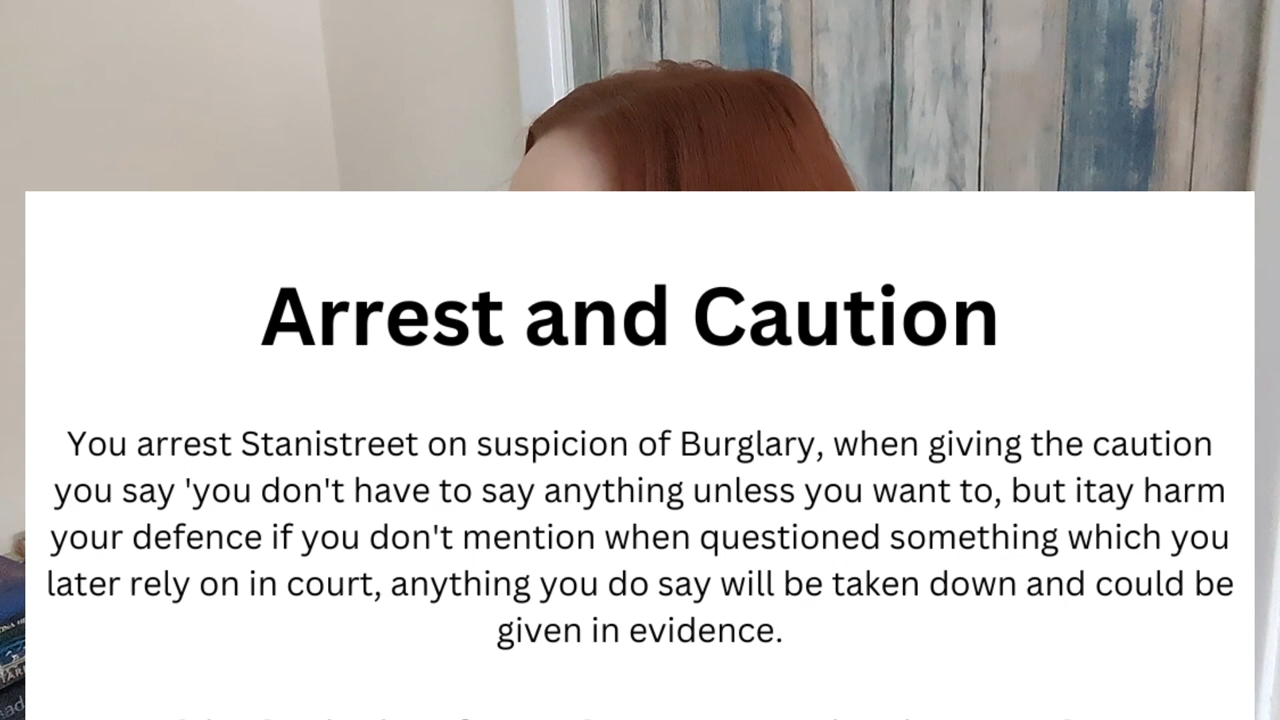 Arrest and Caution
You arrest Stanistreet on suspicion of Burglary, when giving the caution
you say 'you don't have to say anything unless you want to, but itay harm
your defence if you don't mention when questioned something which you
later rely on in court, anything you do say will be taken down and could be
given in evidence.